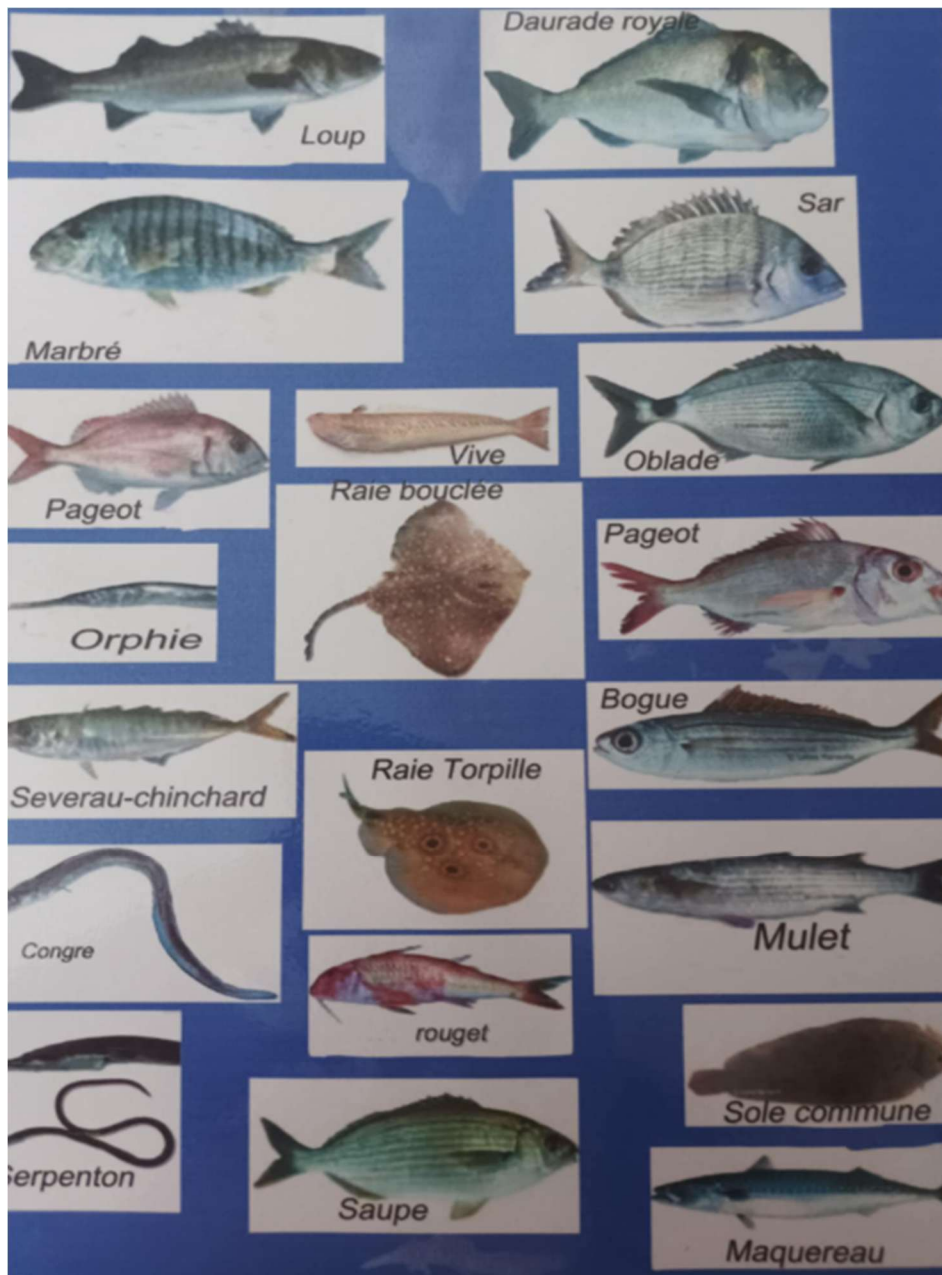 Daurade royale
Loup
Sar
Marbré
Vive
Oblade
Pageot
Raie bouclée
Pageot
Orphie
Bogue
Raie Torpille
Severau-chinchard
Mulet
Congre
rouget
Sole commune
erpenton
Saupe
Maquereau